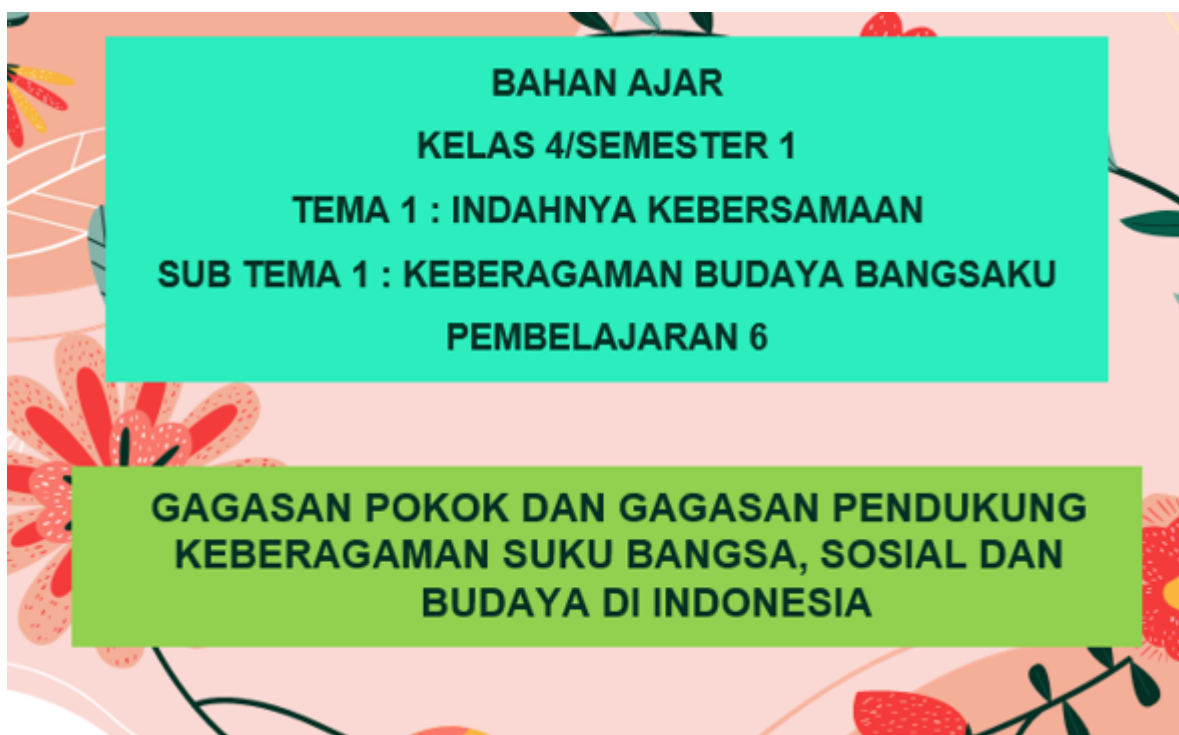 BAHAN AJAR
KELAS 4/SEMESTER 1
TEMA 1 : INDAHNYA KEBERSAMAAN
SUB TEMA 1 : KEBERAGAMAN BUDAYA BANGSAKU
PEMBELAJARAN 6
GAGASAN POKOK DAN GAGASAN PENDUKUNG
KEBERAGAMAN SUKU BANGSA, SOSIAL DAN
BUDAYA DI INDONESIA